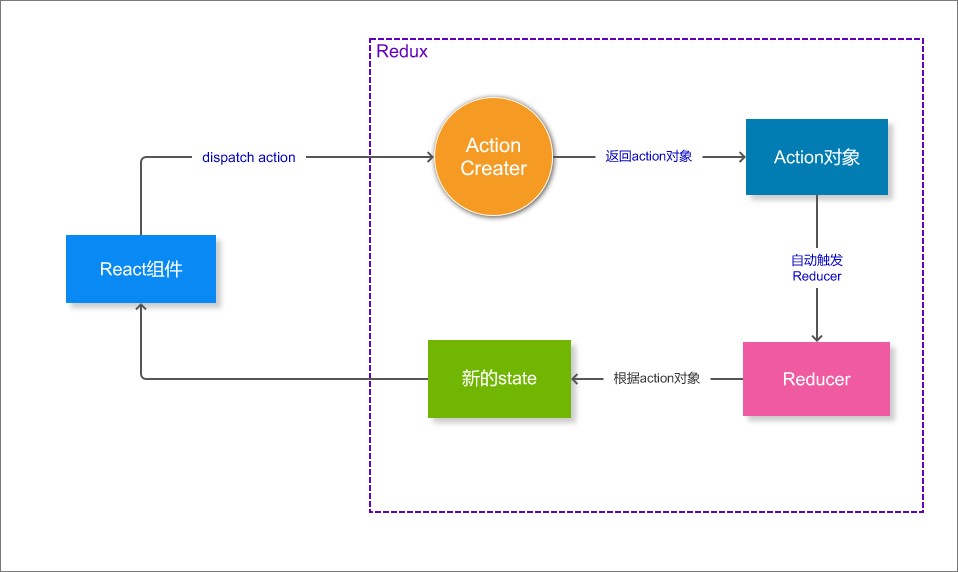 Redux
dispatch action
Action
Creater
返回action对象
Action对象
自动触发
Reducer
React组件
新的state
根据action对象
Reducer